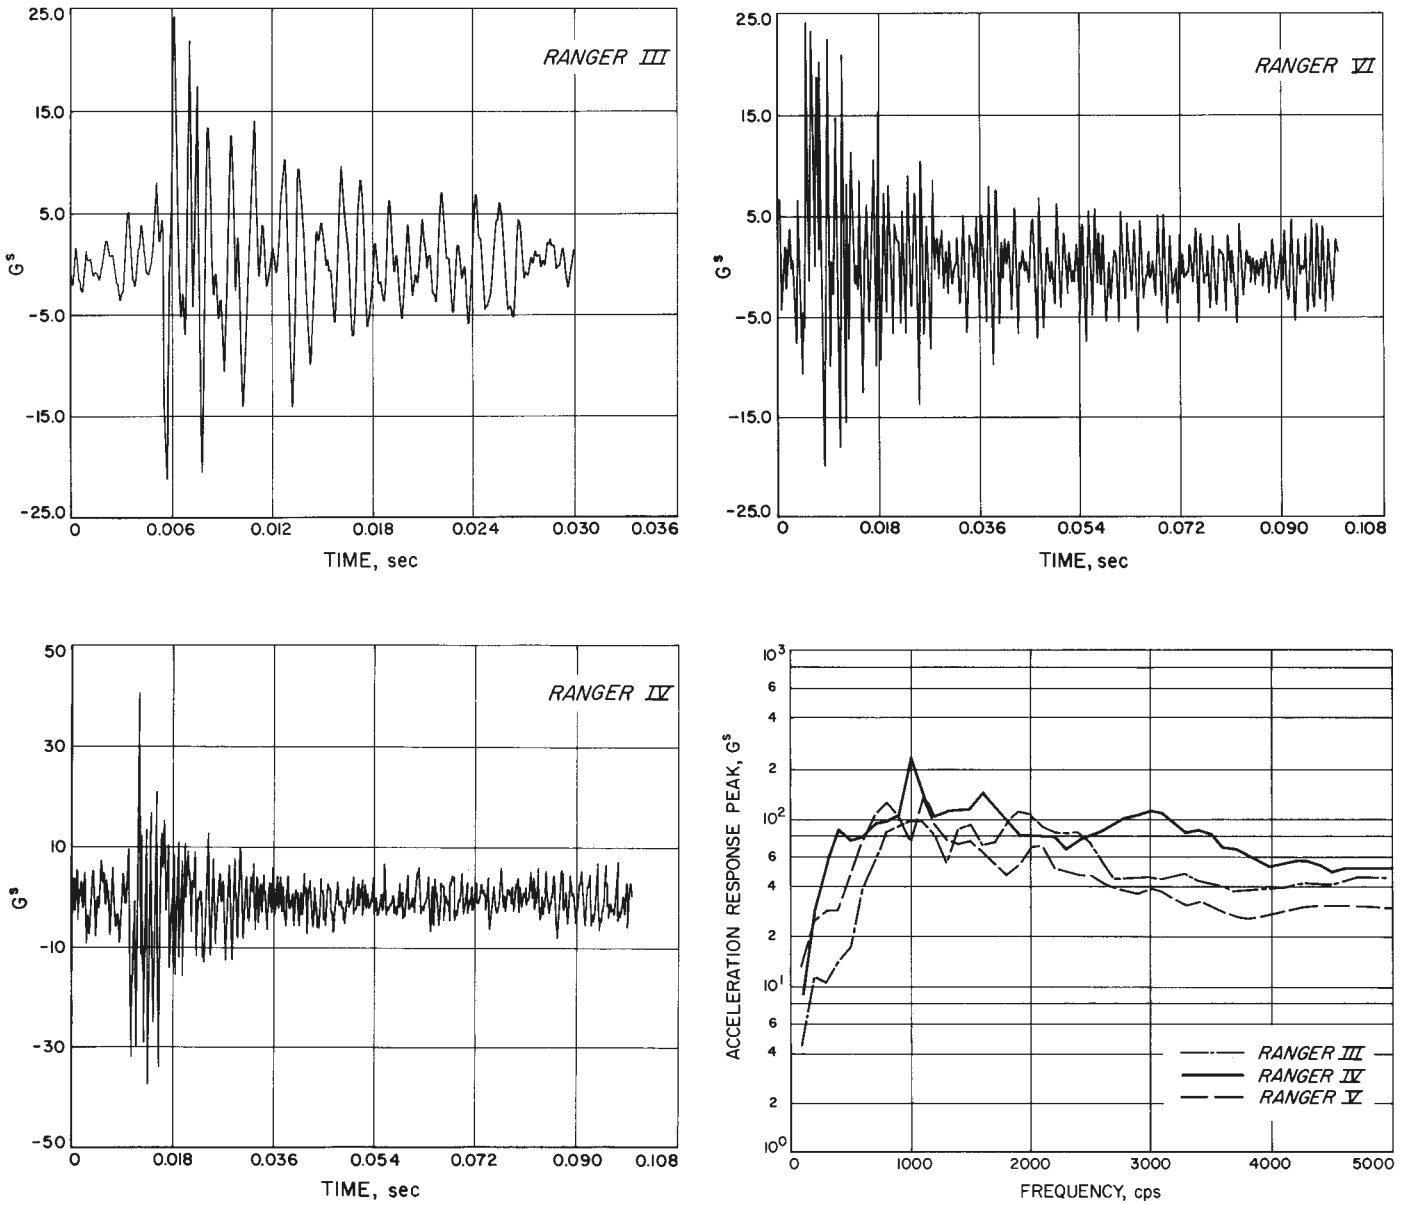 25.0
RANGER III
15.0
5.0
G^s
-5.0
-15.0
-25.0
0 0.006 0.012 0.018 0.024 0.030 0.036
TIME, sec
25.0
RANGER VI
15.0
5.0
G^s
-5.0
-15.0
-25.0
0 0.018 0.036 0.054 0.072 0.090 0.108
TIME, sec
50
RANGER IV
30
10
G^s
-10
-30
-50
0 0.018 0.036 0.054 0.072 0.090 0.108
TIME, sec
10^3
6
4
2
10^2
6
4
2
10^1
6
4
2
10^0
ACCELERATION RESPONSE PEAK, G^s
RANGER III
RANGER IV
RANGER V
0 1000 2000 3000 4000 5000
FREQUENCY, cps